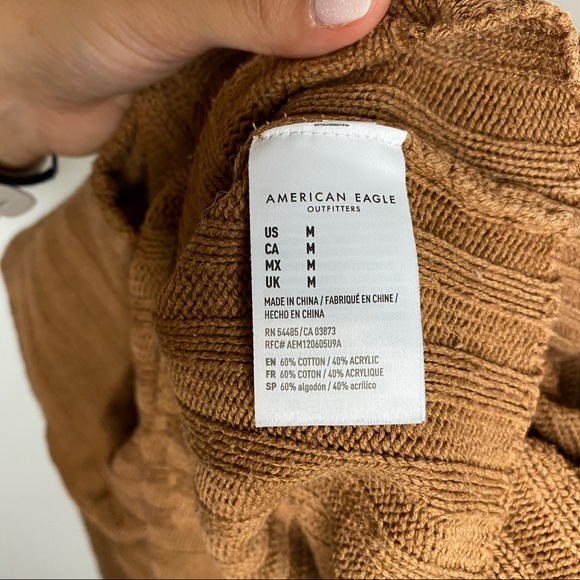 AMERICAN EAGLE
OUTFITTERS
US M
CA M
MX M
UK M
MADE IN CHINA / FABRIQUÉ EN CHINE /
HECHO EN CHINA
RN 54485/CA 03873
RFC# AEM120605U9A
EN 60% COTTON / 40% ACRYLIC
FR 60% COTON / 40% ACRYLIQUE
SP 60% algodón / 40% acrílico